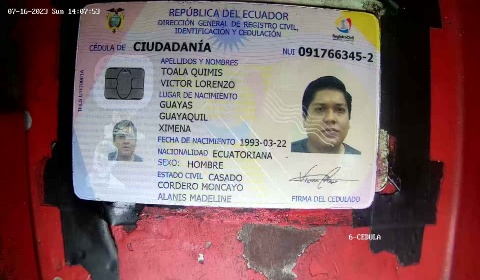 07-16-2023 Sun 14:07:53
REPÚBLICA DEL ECUADOR
DIRECCIÓN GENERAL DE REGISTRO CIVIL,
IDENTIFICACIÓN Y CEDULACIÓN
CÉDULA DE CIUDADANÍA
NUI 091766345-2
APELLIDOS Y NOMBRES
TOALA QUIMIS
VICTOR LORENZO
LUGAR DE NACIMIENTO
GUAYAS
GUAYAQUIL
XIMENA
FECHA DE NACIMIENTO 1993-03-22
NACIONALIDAD ECUATORIANA
SEXO: HOMBRE
ESTADO CIVIL CASADO
CORDERO MONCAYO
ALANIS MADELINE
FIRMA DEL CEDULADO
6-CEDULA